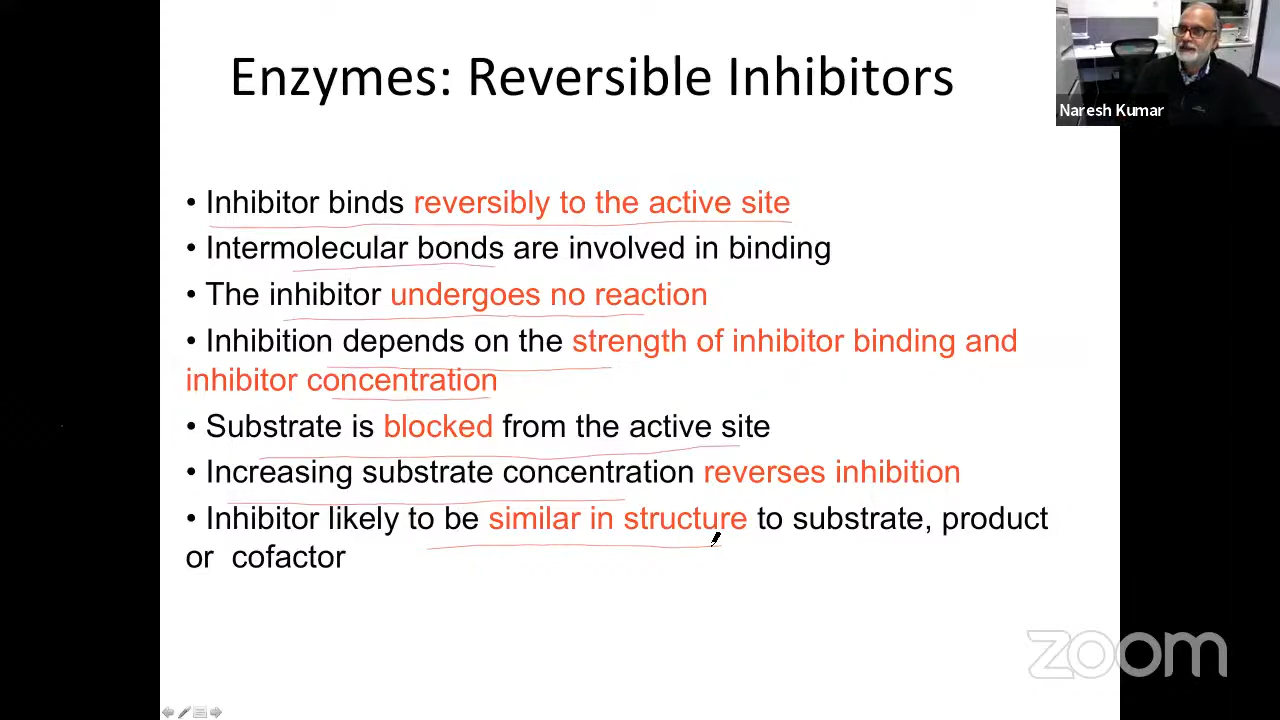 Enzymes: Reversible Inhibitors
Naresh Kumar
• Inhibitor binds reversibly to the active site
• Intermolecular bonds are involved in binding
• The inhibitor undergoes no reaction
• Inhibition depends on the strength of inhibitor binding and
inhibitor concentration
• Substrate is blocked from the active site
• Increasing substrate concentration reverses inhibition
• Inhibitor likely to be similar in structure to substrate, product
or cofactor
zoom